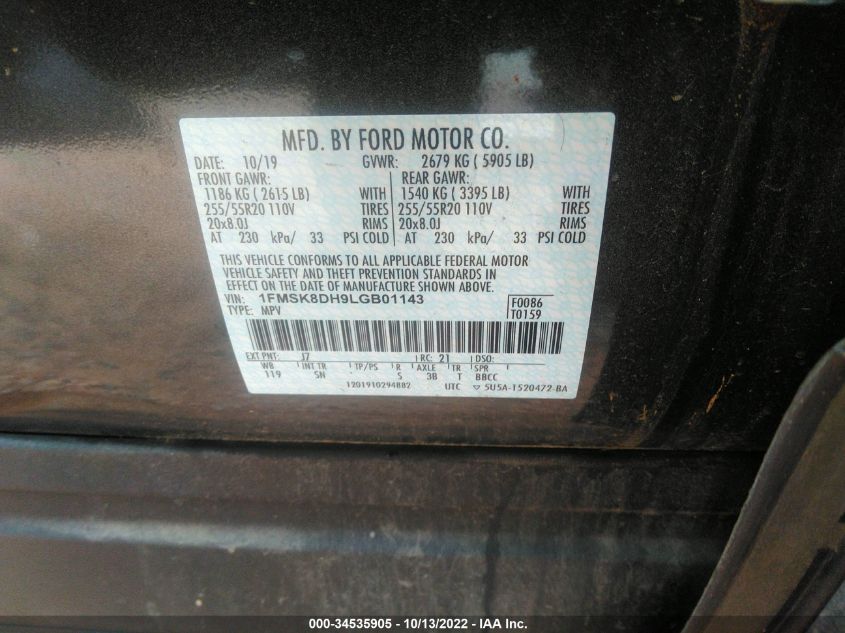 MFD. BY FORD MOTOR CO.
DATE: 10/19 GVWR: 2679 KG ( 5905 LB)
FRONT GAWR: REAR GAWR:
1186 KG ( 2615 LB) WITH 1540 KG ( 3395 LB) WITH
255/55R20 110V TIRES 255/55R20 110V TIRES
20x8.0J RIMS 20x8.0J RIMS
AT 230 kPa/ 33 PSI COLD AT 230 kPa/ 33 PSI COLD
THIS VEHICLE CONFORMS TO ALL APPLICABLE FEDERAL MOTOR
VEHICLE SAFETY AND THEFT PREVENTION STANDARDS IN
EFFECT ON THE DATE OF MANUFACTURE SHOWN ABOVE.
VIN: 1FMSK8DH9LGB01143 F0086
TYPE: MPV T0159
EXT PNT: J7 RC: 21 DSO:
WB INT TR TP/PS R AXLE TR SPR
119 5N S 3B T BBCC
1201910294882 UTC ▽ 5U5A-1520472-BA
000-34535905 - 10/13/2022 - IAA Inc.